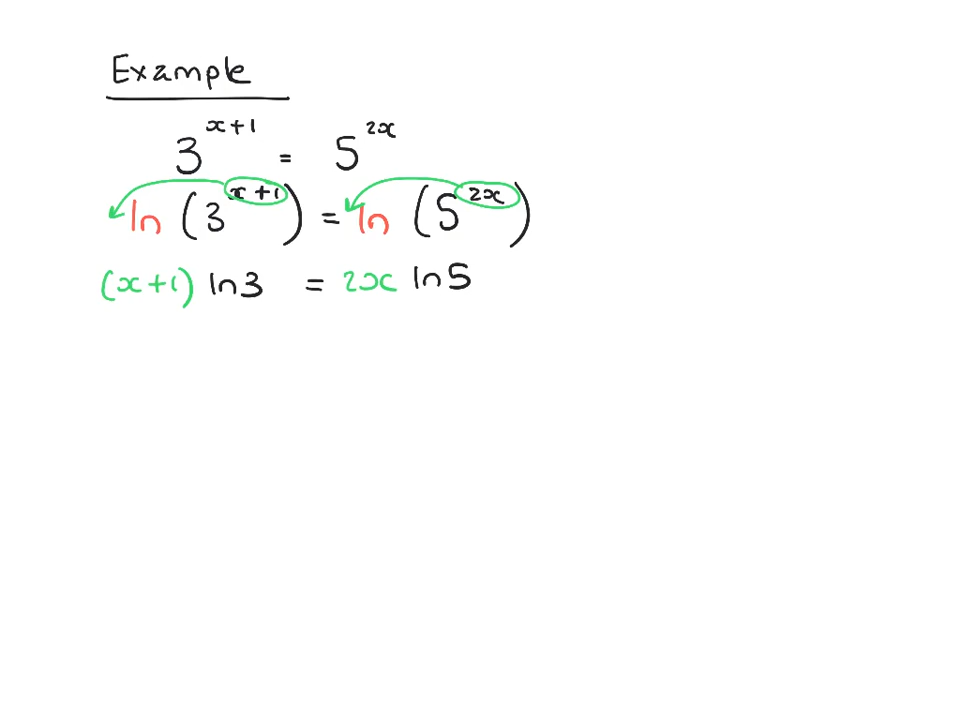 Example
3^(x+1) = 5^(2x)
ln (3^(x+1)) = ln (5^(2x))
(x+1) ln3 = 2x ln5